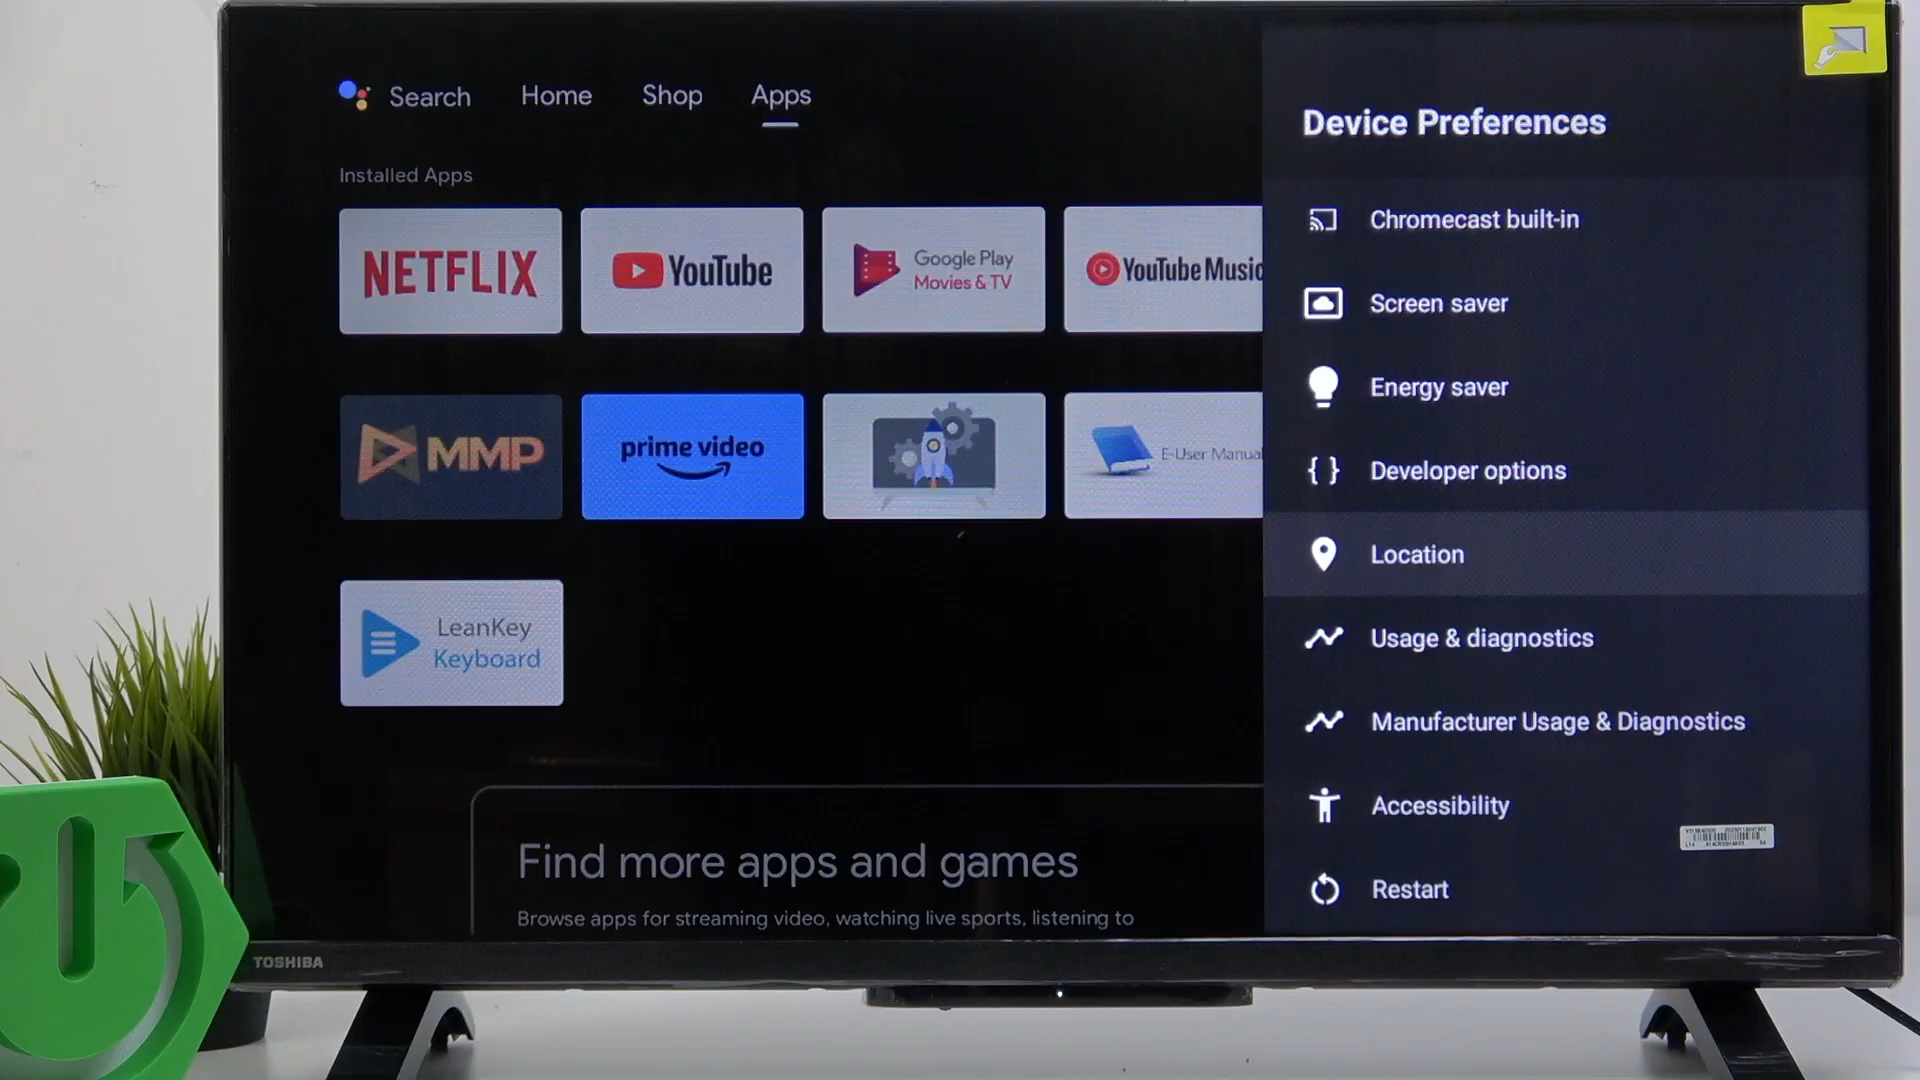 Search
Home
Shop
Apps
Installed Apps
NETFLIX
YouTube
Google Play
Movies & TV
YouTube Music
MMP
prime video
E-User Manual
LeanKey
Keyboard
Find more apps and games
Browse apps for streaming video, watching live sports, listening to
Device Preferences
Chromecast built-in
Screen saver
Energy saver
Developer options
Location
Usage & diagnostics
Manufacturer Usage & Diagnostics
Accessibility
Restart
TOSHIBA